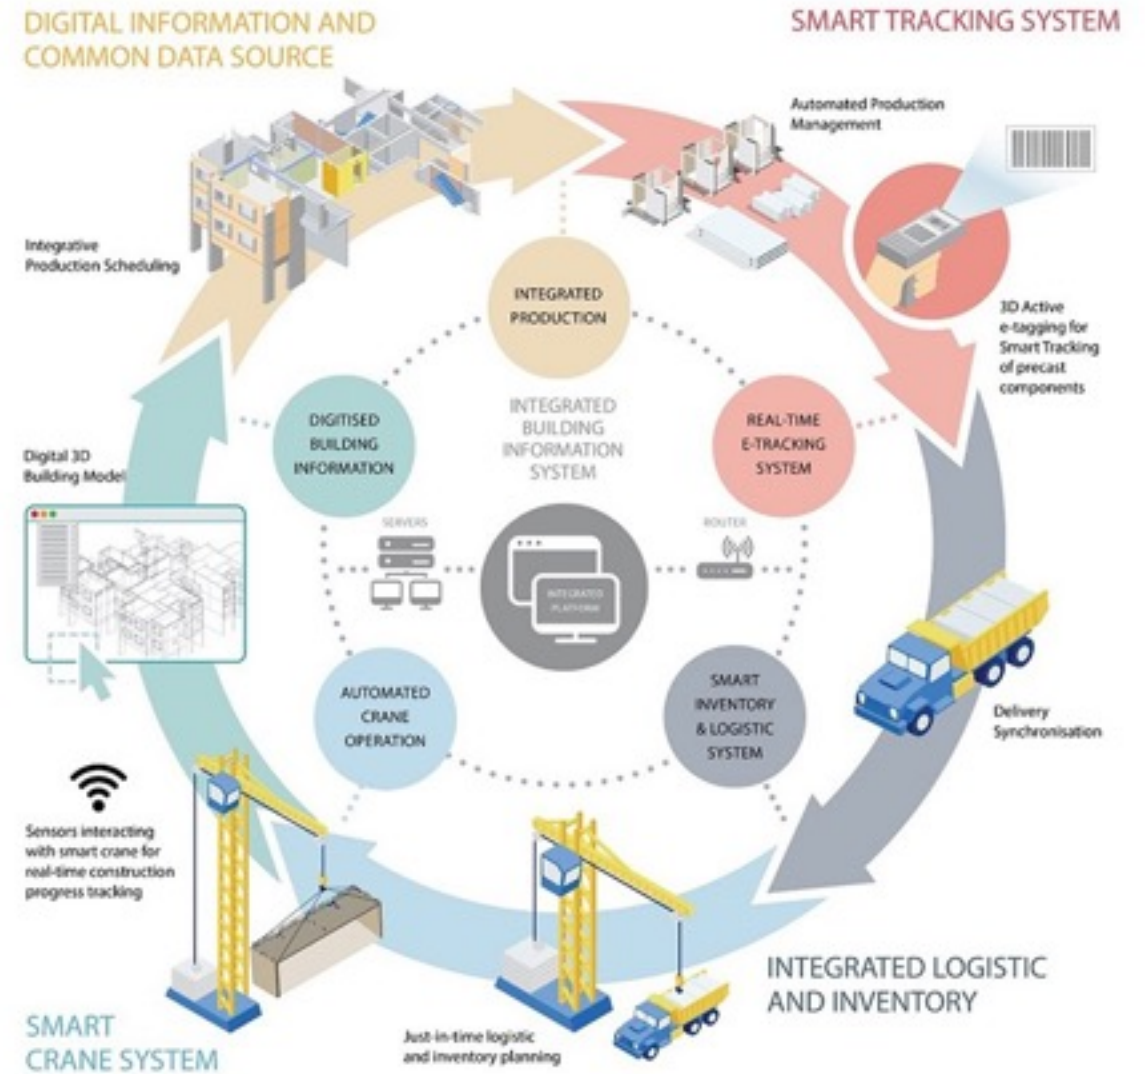 DIGITAL INFORMATION AND
COMMON DATA SOURCE
SMART TRACKING SYSTEM
Automated Production
Management
Integrative
Production Scheduling
3D Active
e-tagging for
Smart Tracking
of precast
components
INTEGRATED
PRODUCTION
DIGITISED
BUILDING
INFORMATION
INTEGRATED
BUILDING
INFORMATION
SYSTEM
REAL-TIME
E-TRACKING
SYSTEM
Digital 3D
Building Model
SERVERS
ROUTER
INTEGRATED
PLATFORM
AUTOMATED
CRANE
OPERATION
SMART
INVENTORY
& LOGISTIC
SYSTEM
Delivery
Synchronisation
Sensors interacting
with smart crane for
real-time construction
progress tracking
INTEGRATED LOGISTIC
AND INVENTORY
SMART
CRANE SYSTEM
Just-in-time logistic
and inventory planning